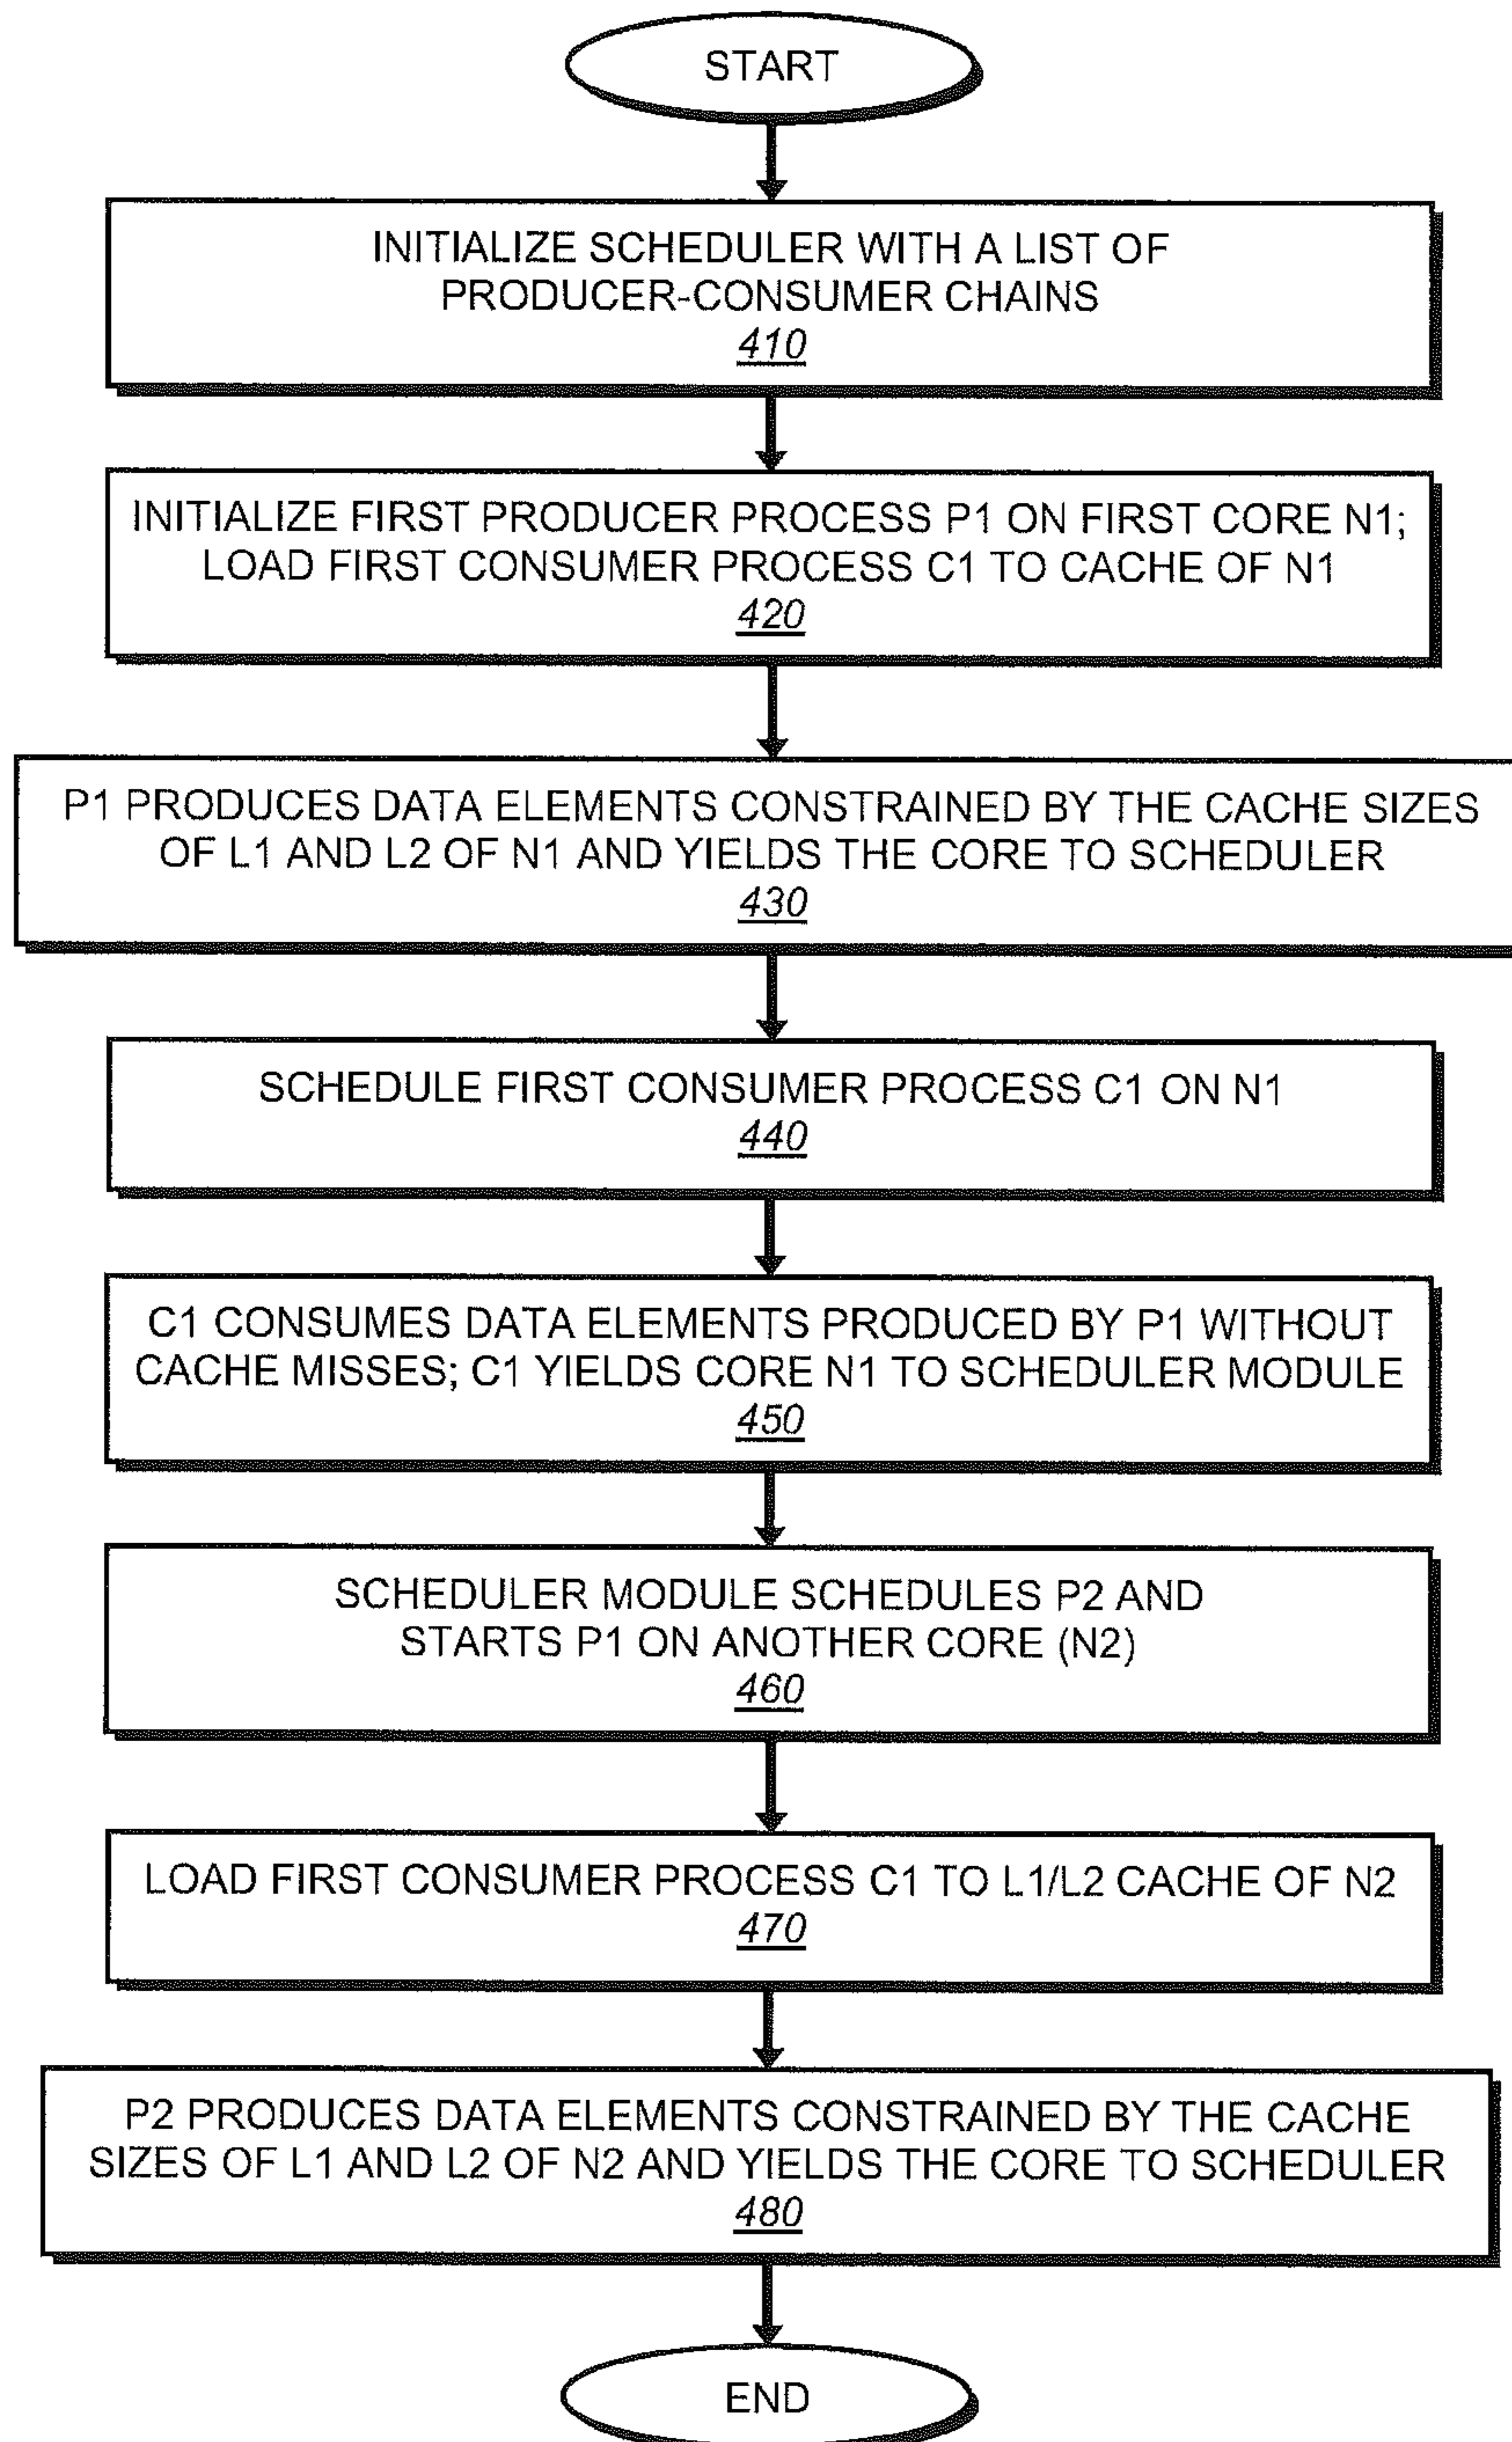 START
INITIALIZE SCHEDULER WITH A LIST OF
PRODUCER-CONSUMER CHAINS
410
INITIALIZE FIRST PRODUCER PROCESS P1 ON FIRST CORE N1;
LOAD FIRST CONSUMER PROCESS C1 TO CACHE OF N1
420
P1 PRODUCES DATA ELEMENTS CONSTRAINED BY THE CACHE SIZES
OF L1 AND L2 OF N1 AND YIELDS THE CORE TO SCHEDULER
430
SCHEDULE FIRST CONSUMER PROCESS C1 ON N1
440
C1 CONSUMES DATA ELEMENTS PRODUCED BY P1 WITHOUT
CACHE MISSES; C1 YIELDS CORE N1 TO SCHEDULER MODULE
450
SCHEDULER MODULE SCHEDULES P2 AND
STARTS P1 ON ANOTHER CORE (N2)
460
LOAD FIRST CONSUMER PROCESS C1 TO L1/L2 CACHE OF N2
470
P2 PRODUCES DATA ELEMENTS CONSTRAINED BY THE CACHE
SIZES OF L1 AND L2 OF N2 AND YIELDS THE CORE TO SCHEDULER
480
END